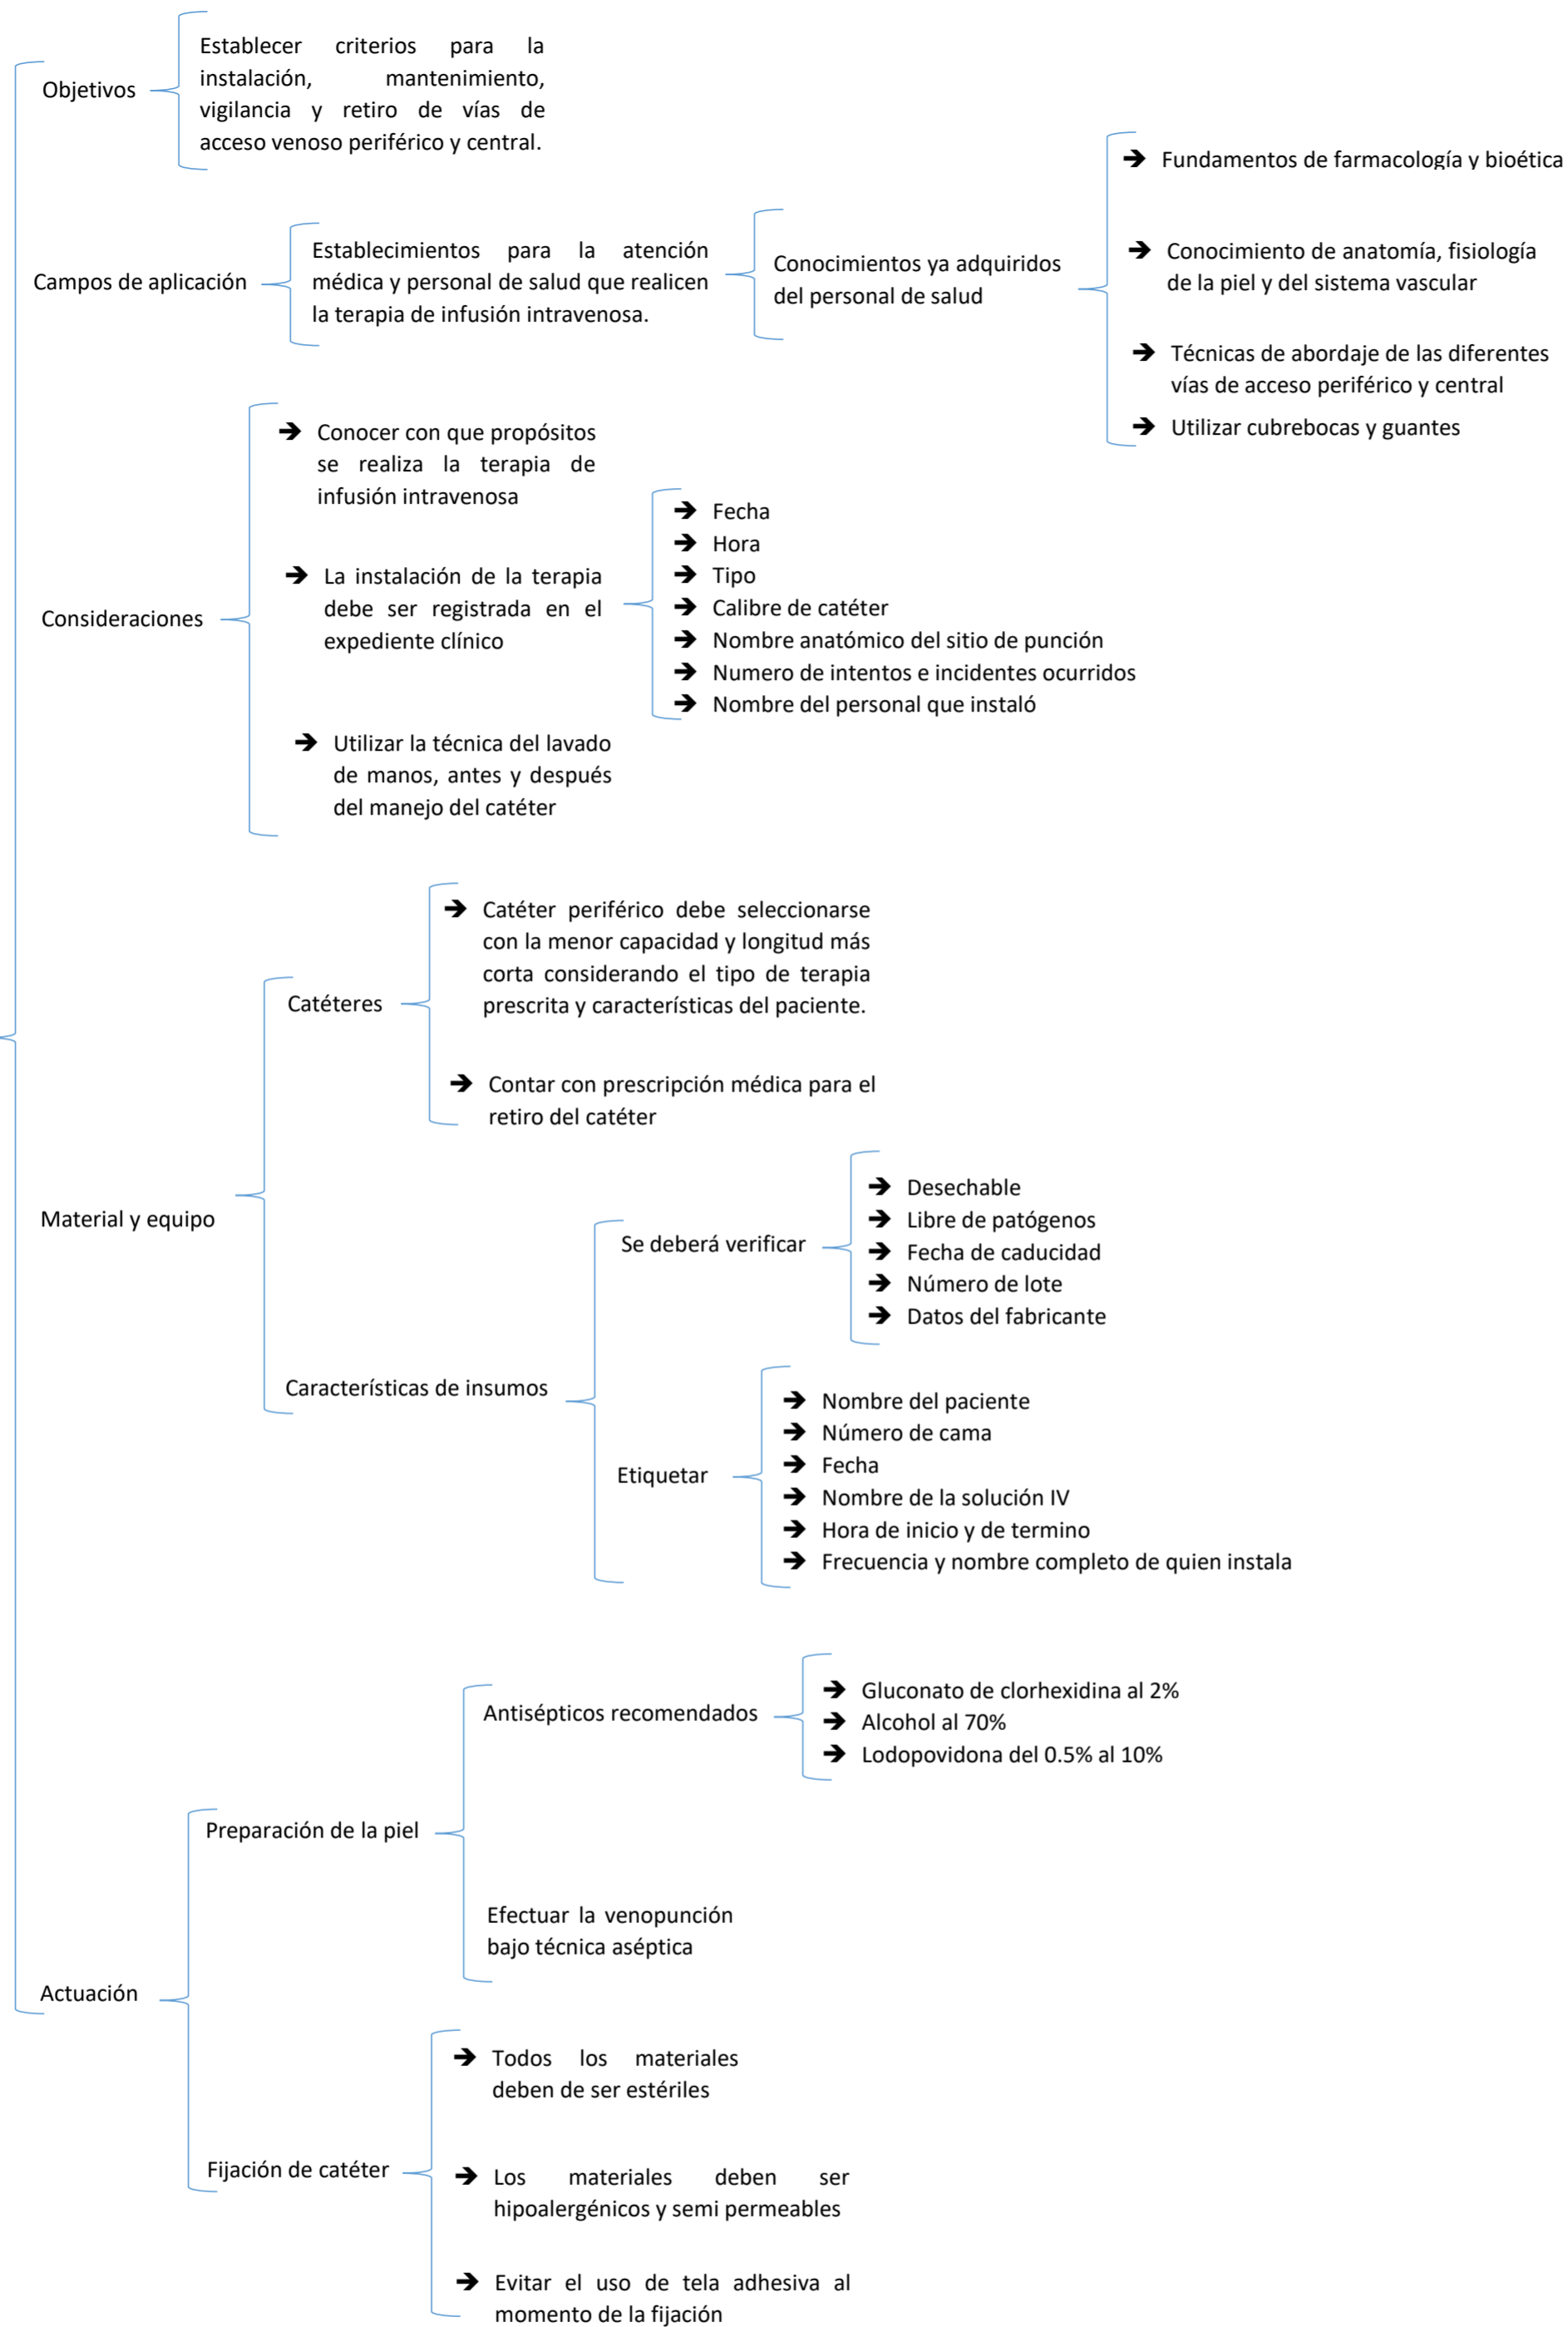 Objetivos
Establecer criterios para la
instalación, mantenimiento,
vigilancia y retiro de vías de
acceso venoso periférico y central.
Campos de aplicación
Establecimientos para la atención
médica y personal de salud que realicen
la terapia de infusión intravenosa.
Conocimientos ya adquiridos
del personal de salud
➔ Fundamentos de farmacología y bioética
➔ Conocimiento de anatomía, fisiología
de la piel y del sistema vascular
➔ Técnicas de abordaje de las diferentes
vías de acceso periférico y central
➔ Utilizar cubrebocas y guantes
Consideraciones
➔ Conocer con que propósitos
se realiza la terapia de
infusión intravenosa
➔ La instalación de la terapia
debe ser registrada en el
expediente clínico
➔ Fecha
➔ Hora
➔ Tipo
➔ Calibre de catéter
➔ Nombre anatómico del sitio de punción
➔ Numero de intentos e incidentes ocurridos
➔ Nombre del personal que instaló
➔ Utilizar la técnica del lavado
de manos, antes y después
del manejo del catéter
Material y equipo
Catéteres
➔ Catéter periférico debe seleccionarse
con la menor capacidad y longitud más
corta considerando el tipo de terapia
prescrita y características del paciente.
➔ Contar con prescripción médica para el
retiro del catéter
Características de insumos
Se deberá verificar
➔ Desechable
➔ Libre de patógenos
➔ Fecha de caducidad
➔ Número de lote
➔ Datos del fabricante
Etiquetar
➔ Nombre del paciente
➔ Número de cama
➔ Fecha
➔ Nombre de la solución IV
➔ Hora de inicio y de termino
➔ Frecuencia y nombre completo de quien instala
Actuación
Preparación de la piel
Antisépticos recomendados
➔ Gluconato de clorhexidina al 2%
➔ Alcohol al 70%
➔ Lodopovidona del 0.5% al 10%
Efectuar la venopunción
bajo técnica aséptica
Fijación de catéter
➔ Todos los materiales
deben de ser estériles
➔ Los materiales deben ser
hipoalergénicos y semi permeables
➔ Evitar el uso de tela adhesiva al
momento de la fijación